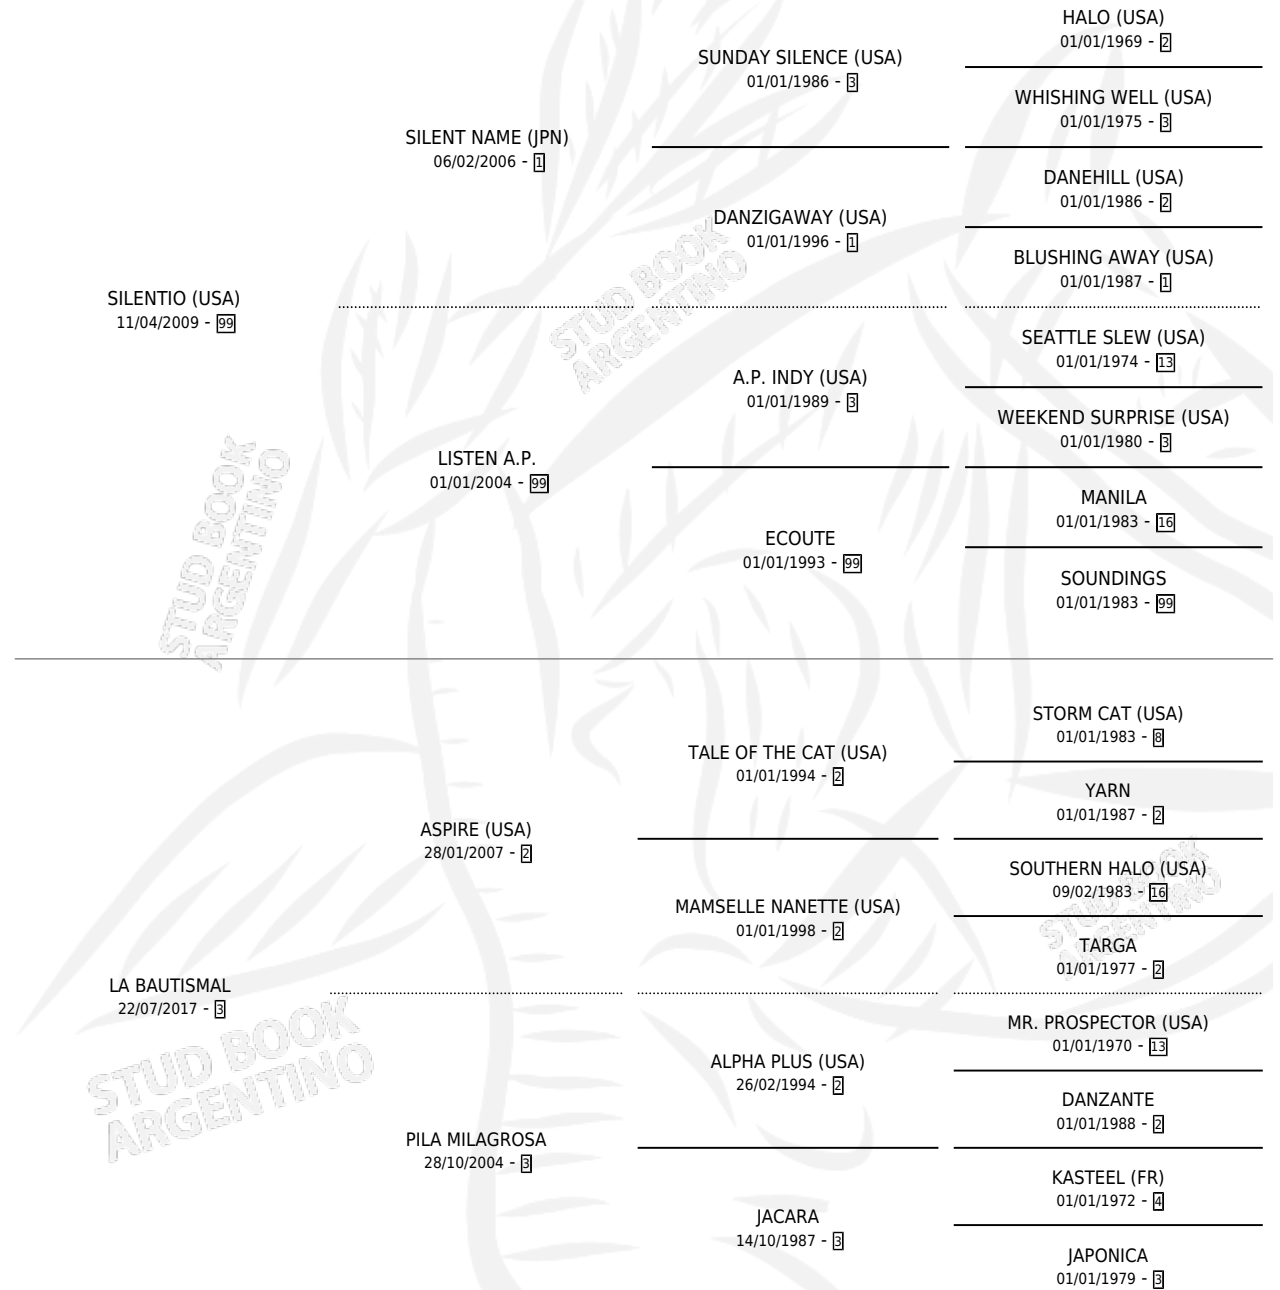 HALO (USA)
01/01/1969 - 2
SUNDAY SILENCE (USA)
01/01/1986 - 3
WHISHING WELL (USA)
01/01/1975 - 3
SILENT NAME (JPN)
06/02/2006 - 1
DANEHILL (USA)
01/01/1986 - 2
DANZIGAWAY (USA)
01/01/1996 - 1
BLUSHING AWAY (USA)
01/01/1987 - 1
SILENTIO (USA)
11/04/2009 - 99
STUD BOOK
ARGENTINO
SEATTLE SLEW (USA)
01/01/1974 - 13
A.P. INDY (USA)
01/01/1989 - 3
WEEKEND SURPRISE (USA)
01/01/1980 - 3
LISTEN A.P.
01/01/2004 - 99
MANILA
01/01/1983 - 16
ECOUTE
01/01/1993 - 99
SOUNDINGS
01/01/1983 - 99
STUD BOOK
ARGENTINO
STORM CAT (USA)
01/01/1983 - 8
TALE OF THE CAT (USA)
01/01/1994 - 2
YARN
01/01/1987 - 2
ASPIRE (USA)
28/01/2007 - 2
SOUTHERN HALO (USA)
09/02/1983 - 16
MAMSELLE NANETTE (USA)
01/01/1998 - 2
TARGA
01/01/1977 - 2
STUD BOOK
ARGENTINO
LA BAUTISMAL
22/07/2017 - 3
MR. PROSPECTOR (USA)
01/01/1970 - 13
ALPHA PLUS (USA)
26/02/1994 - 2
DANZANTE
01/01/1988 - 2
STUD BOOK
ARGENTINO
PILA MILAGROSA
28/10/2004 - 3
KASTEEL (FR)
01/01/1972 - 4
JACARA
14/10/1987 - 3
JAPONICA
01/01/1979 - 3